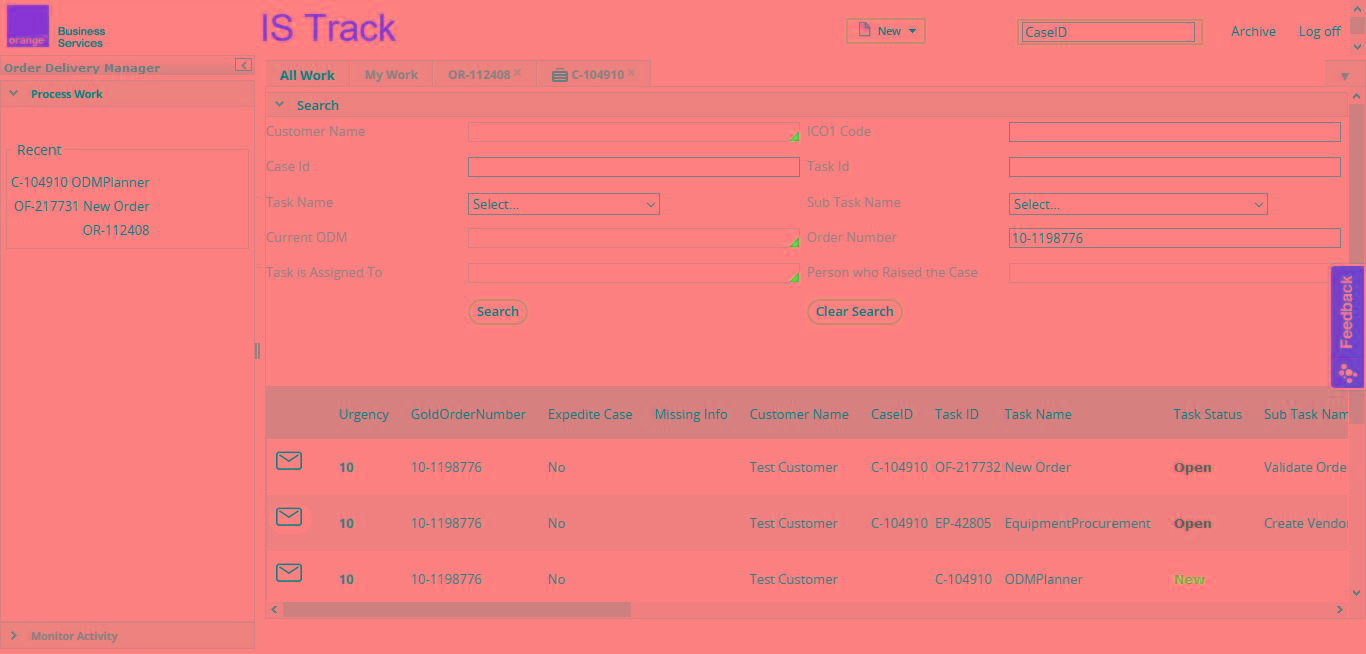 orange™
Business
Services
IS Track
New
CaseID
Archive
Log off
Order Delivery Manager
Process Work
Recent
C-104910 ODMPlanner
OF-217731 New Order
OR-112408
Monitor Activity
All Work
My Work
OR-112408
C-104910
Search
Customer Name
ICO1 Code
Case Id
Task Id
Task Name
Select...
Sub Task Name
Select...
Current ODM
Order Number
10-1198776
Task is Assigned To
Person who Raised the Case
Search
Clear Search
Feedback
Urgency GoldOrderNumber Expedite Case Missing Info Customer Name CaseID Task ID Task Name Task Status Sub Task Nam
10 10-1198776 No Test Customer C-104910 OF-217732 New Order Open Validate Orde
10 10-1198776 No Test Customer C-104910 EP-42805 EquipmentProcurement Open Create Vendo
10 10-1198776 No Test Customer C-104910 ODMPlanner New